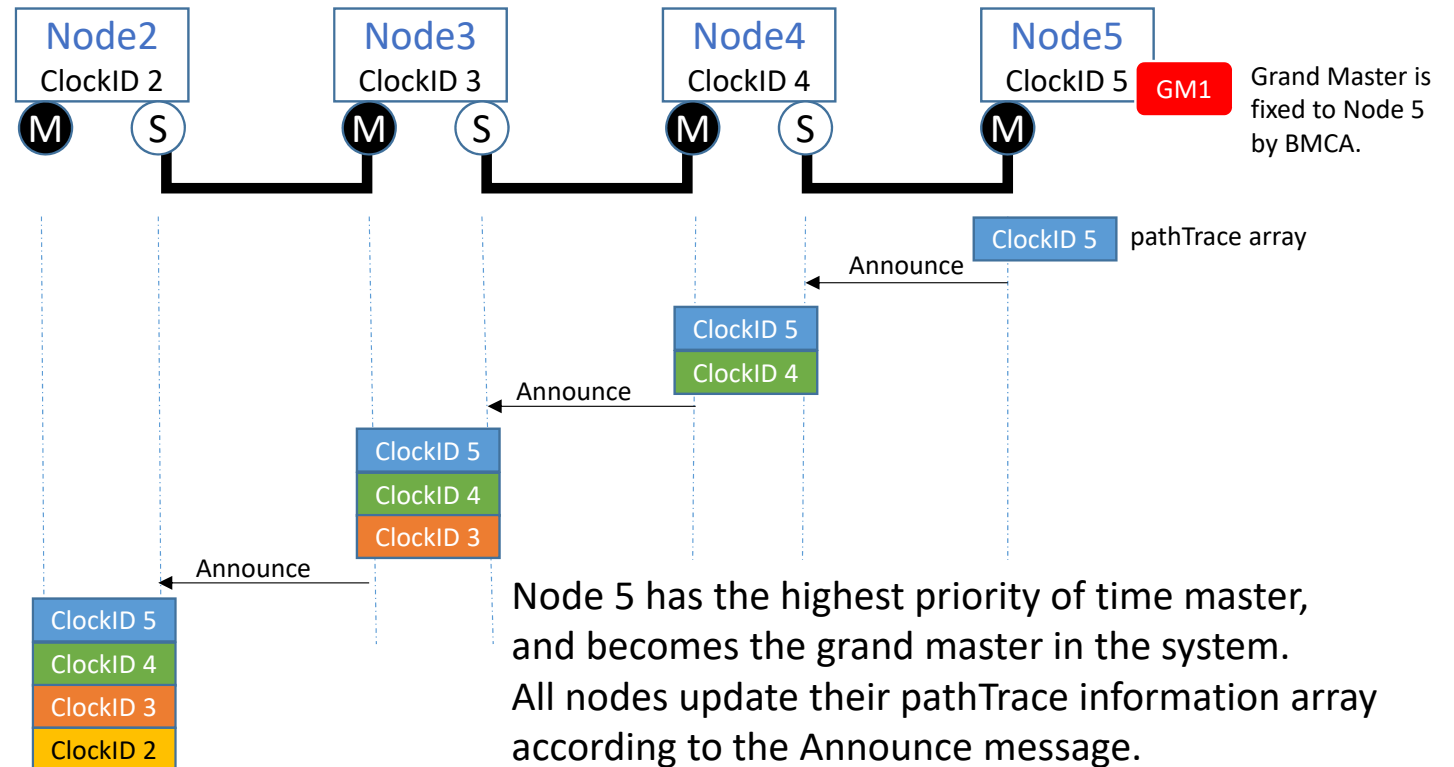 Node2
ClockID 2
M
S
Node3
ClockID 3
M
S
Node4
ClockID 4
M
S
Node5
ClockID 5
M
GM1
Grand Master is
fixed to Node 5
by BMCA.
ClockID 5
pathTrace array
Announce
ClockID 5
ClockID 4
Announce
ClockID 5
ClockID 4
ClockID 3
Announce
ClockID 5
ClockID 4
ClockID 3
ClockID 2
Node 5 has the highest priority of time master,
and becomes the grand master in the system.
All nodes update their pathTrace information array
according to the Announce message.